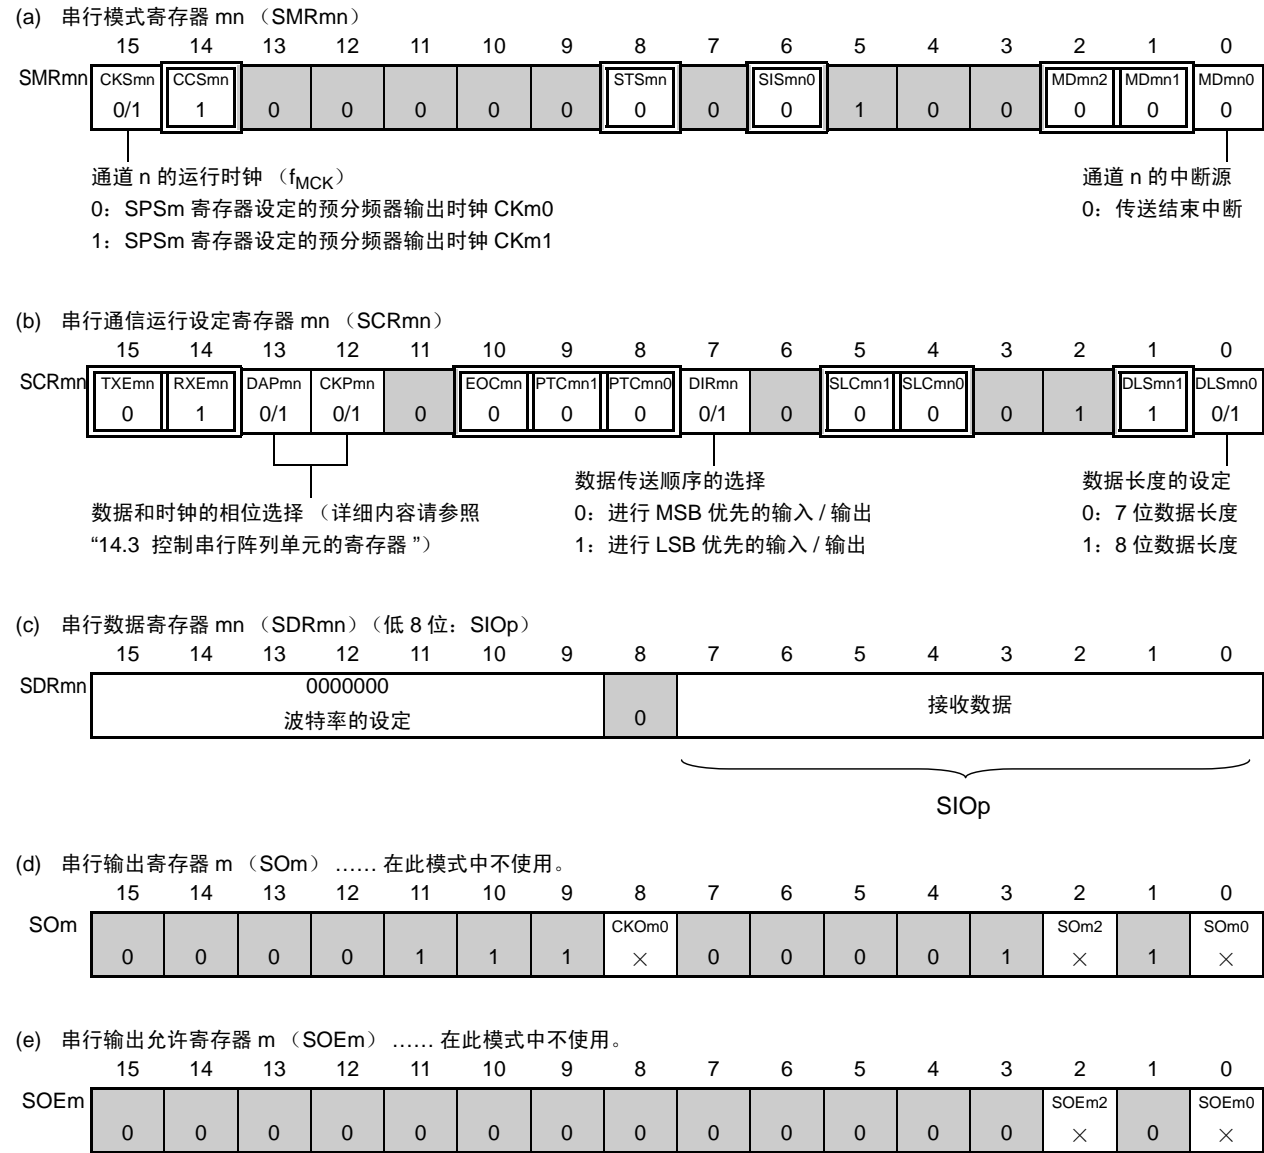 (a) 串行模式寄存器 mn （SMRmn）
15 14 13 12 11 10 9 8 7 6 5 4 3 2 1 0
SMRmn CKSmn CCSmn STSmn SISmn0 MDmn2 MDmn1 MDmn0
0/1 1 0 0 0 0 0 0 0 0 1 0 0 0 0 0
通道 n 的运行时钟 （fMCK） 通道 n 的中断源
0：SPSm 寄存器设定的预分频器输出时钟 CKm0 0：传送结束中断
1：SPSm 寄存器设定的预分频器输出时钟 CKm1
(b) 串行通信运行设定寄存器 mn （SCRmn）
15 14 13 12 11 10 9 8 7 6 5 4 3 2 1 0
SCRmn TXEmn RXEmn DAPmn CKPmn EOCmn PTCmn1 PTCmn0 DIRmn SLCmn1 SLCmn0 DLSmn1 DLSmn0
0 1 0/1 0/1 0 0 0 0 0/1 0 0 0 0 1 1 0/1
数据传送顺序的选择 数据长度的设定
数据和时钟的相位选择 （详细内容请参照 0：进行 MSB 优先的输入 / 输出 0：7 位数据长度
“14.3 控制串行阵列单元的寄存器 ”） 1：进行 LSB 优先的输入 / 输出 1：8 位数据长度
(c) 串行数据寄存器 mn （SDRmn）（低 8 位：SIOp）
15 14 13 12 11 10 9 8 7 6 5 4 3 2 1 0
SDRmn 0000000
波特率的设定 0 接收数据
SIOp
(d) 串行输出寄存器 m （SOm） …… 在此模式中不使用。
15 14 13 12 11 10 9 8 7 6 5 4 3 2 1 0
SOm CKOm0 SOm2 SOm0
0 0 0 0 1 1 1 × 0 0 0 0 1 × 1 ×
(e) 串行输出允许寄存器 m （SOEm） …… 在此模式中不使用。
15 14 13 12 11 10 9 8 7 6 5 4 3 2 1 0
SOEm SOEm2 SOEm0
0 0 0 0 0 0 0 0 0 0 0 0 0 × 0 ×